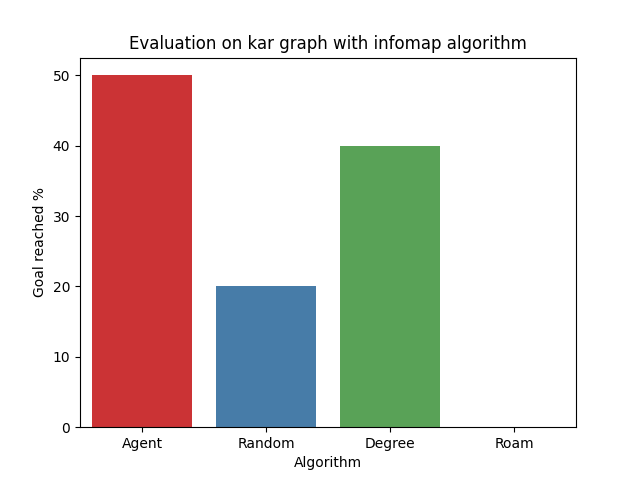 Evaluation on kar graph with infomap algorithm
Goal reached %
50
40
30
20
10
0
Agent Random Degree Roam
Algorithm